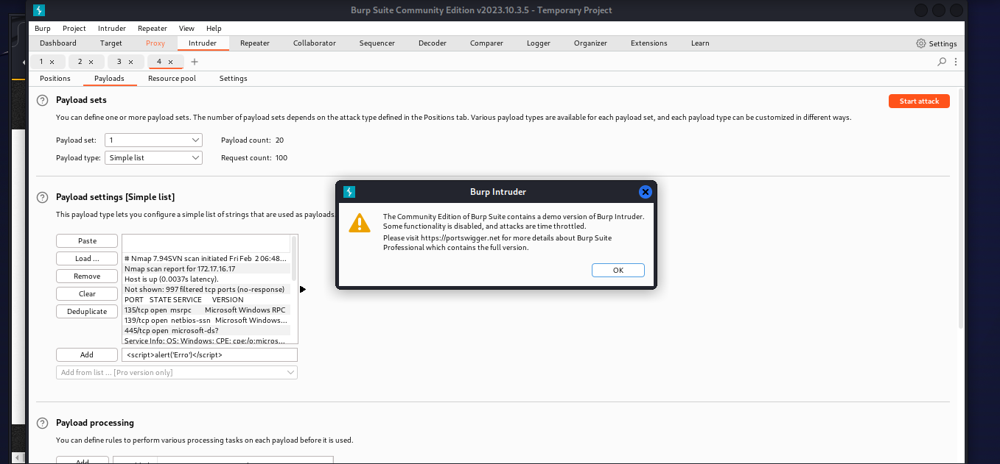 Burp Suite Community Edition v2023.10.3.5 - Temporary Project
Burp Project Intruder Repeater View Help
Dashboard Target Proxy Intruder Repeater Collaborator Sequencer Decoder Comparer Logger Organizer Extensions Learn Settings
1 × 2 × 3 × 4 × +
Positions Payloads Resource pool Settings
? Payload sets
Start attack
You can define one or more payload sets. The number of payload sets depends on the attack type defined in the Positions tab. Various payload types are available for each payload set, and each payload type can be customized in different ways.
Payload set: 1 Payload count: 20
Payload type: Simple list Request count: 100
? Payload settings [Simple list]
This payload type lets you configure a simple list of strings that are used as payloads.
Paste
Load ...
Remove
Clear
Deduplicate
# Nmap 7.94SVN scan initiated Fri Feb 2 06:48...
Nmap scan report for 172.17.16.17
Host is up (0.0037s latency).
Not shown: 997 filtered tcp ports (no-response)
PORT STATE SERVICE VERSION
135/tcp open msrpc Microsoft Windows RPC
139/tcp open netbios-ssn Microsoft Windows...
445/tcp open microsoft-ds?
Service Info: OS: Windows; CPE: cpe:/o:micros...
Add <script>alert('Erro')</script>
Add from list ... [Pro version only]
Burp Intruder
The Community Edition of Burp Suite contains a demo version of Burp Intruder.
Some functionality is disabled, and attacks are time throttled.
Please visit https://portswigger.net for more details about Burp Suite
Professional which contains the full version.
OK
? Payload processing
You can define rules to perform various processing tasks on each payload before it is used.
Add